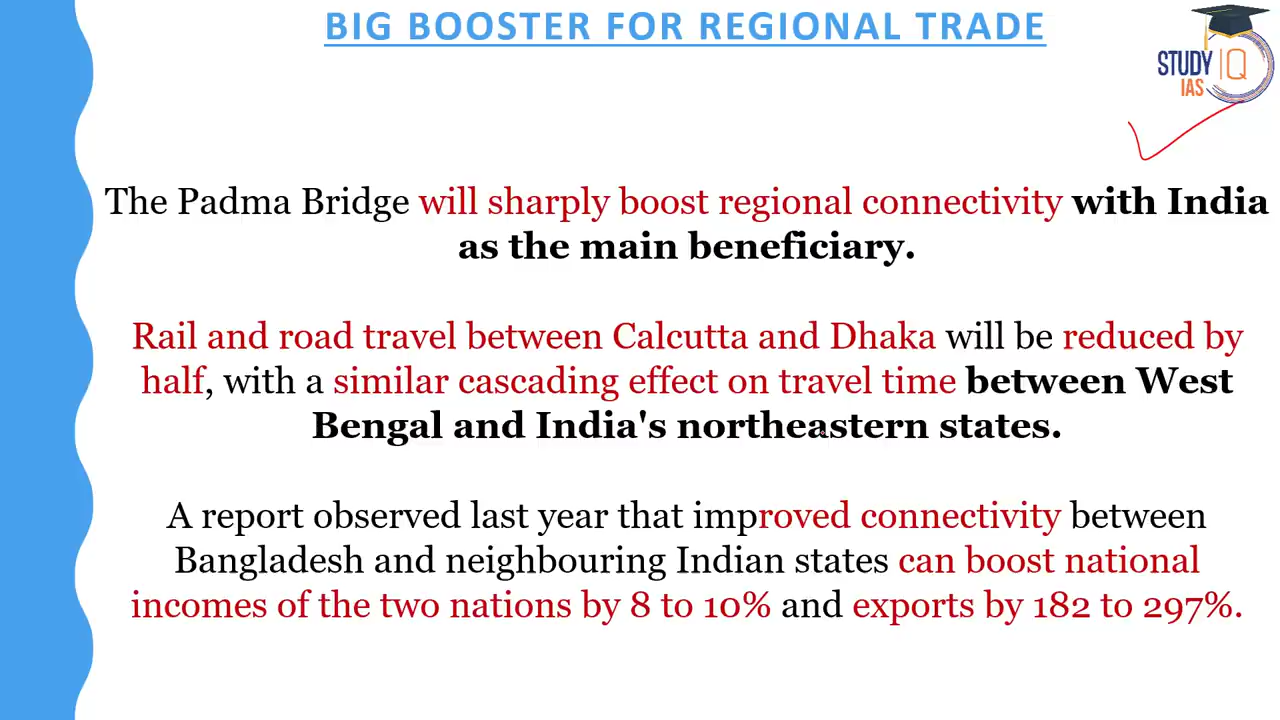 BIG BOOSTER FOR REGIONAL TRADE
STUDY IQ
IAS
The Padma Bridge will sharply boost regional connectivity with India
as the main beneficiary.
Rail and road travel between Calcutta and Dhaka will be reduced by
half, with a similar cascading effect on travel time between West
Bengal and India's northeastern states.
A report observed last year that improved connectivity between
Bangladesh and neighbouring Indian states can boost national
incomes of the two nations by 8 to 10% and exports by 182 to 297%.